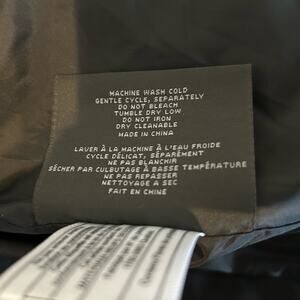 MACHINE WASH COLD
GENTLE CYCLE, SEPARATELY
DO NOT BLEACH
TUMBLE DRY LOW
DO NOT IRON
DRY CLEANABLE
MADE IN CHINA
LAVER À LA MACHINE À L'EAU FROIDE
CYCLE DÉLICAT, SÉPARÉMENT
NE PAS BLANCHIR
SÉCHER PAR CULBUTAGE À BASSE TEMPÉRATURE
NE PAS REPASSER
NETTOYAGE A SEC
FAIT EN CHINE